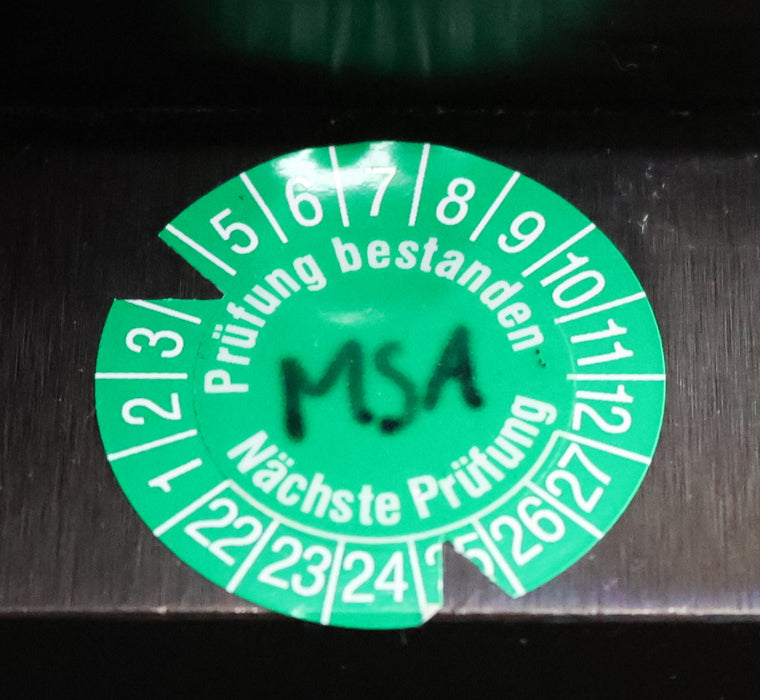 Prüfung bestanden
5 6 7 8 9 10 11 12
MSA
3 2 1
22 23 24 25 26 27
Nächste Prüfung